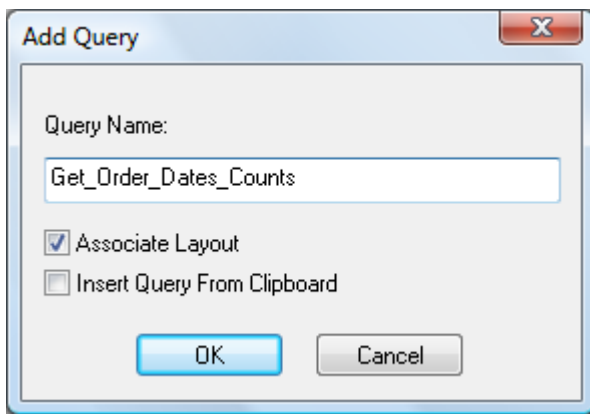 Add Query
Query Name:
Get_Order_Dates_Counts
Associate Layout
Insert Query From Clipboard
OK Cancel